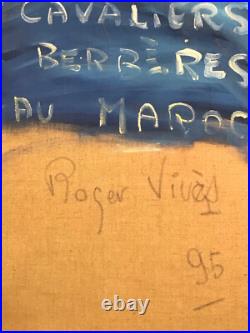 CAVALIERS
BERBÈRES
AU MAROC
Roger Vivès
95